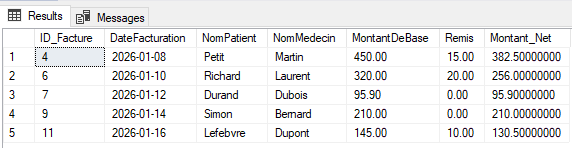 Results Messages
ID_Facture DateFacturation NomPatient NomMedecin MontantDeBase Remis Montant_Net
1 4 2026-01-08 Petit Martin 450.00 15.00 382.50000000
2 6 2026-01-10 Richard Laurent 320.00 20.00 256.00000000
3 7 2026-01-12 Durand Dubois 95.90 0.00 95.90000000
4 9 2026-01-14 Simon Bernard 210.00 0.00 210.00000000
5 11 2026-01-16 Lefebvre Dupont 145.00 10.00 130.50000000